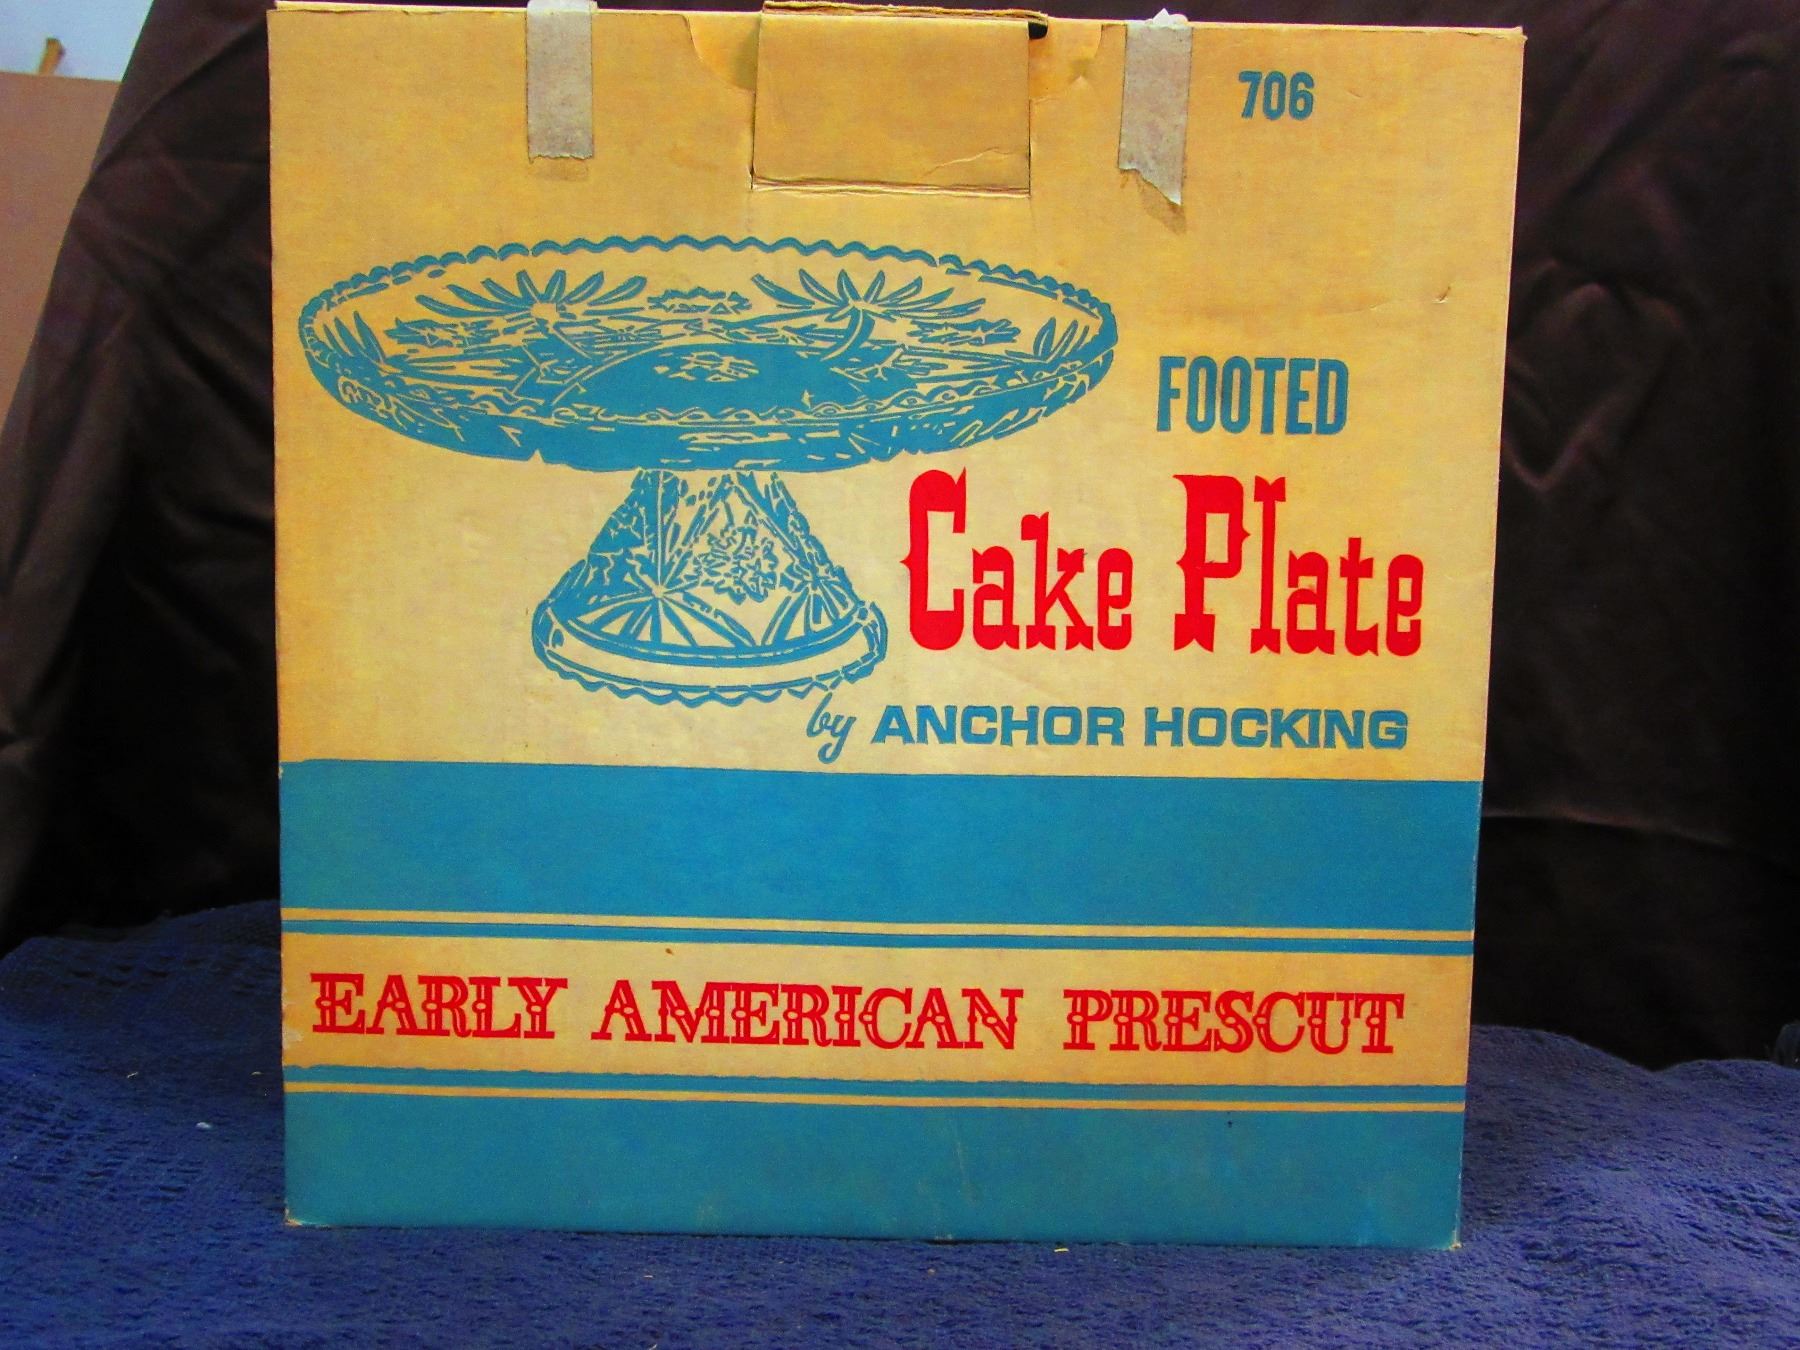 706
FOOTED
Cake Plate
by ANCHOR HOCKING
EARLY AMERICAN PRESCUT